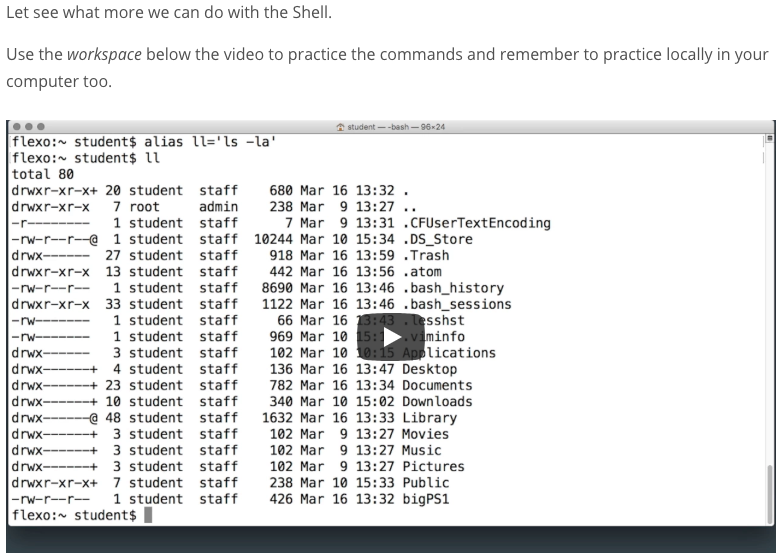 Let see what more we can do with the Shell.
Use the workspace below the video to practice the commands and remember to practice locally in your
computer too.
student — -bash — 96×24
flexo:~ student$ alias ll='ls -la'
flexo:~ student$ ll
total 80
drwxr-xr-x+ 20 student  staff    680 Mar 16 13:32 .
drwxr-xr-x   7 root     admin    238 Mar  9 13:27 ..
-r--------   1 student  staff      7 Mar  9 13:31 .CFUserTextEncoding
-rw-r--r--@  1 student  staff  10244 Mar 10 15:34 .DS_Store
drwx------  27 student  staff    918 Mar 16 13:59 .Trash
drwxr-xr-x  13 student  staff    442 Mar 16 13:56 .atom
-rw-r--r--   1 student  staff   8690 Mar 16 13:46 .bash_history
drwxr-xr-x  33 student  staff   1122 Mar 16 13:46 .bash_sessions
-rw-------   1 student  staff     66 Mar 16 13:43 .lesshst
-rw-------   1 student  staff    969 Mar 10 .viminfo
drwx------   3 student  staff    102 Mar 10 10:15 Applications
drwx------+  4 student  staff    136 Mar 16 13:47 Desktop
drwx------+ 23 student  staff    782 Mar 16 13:34 Documents
drwx------+ 10 student  staff    340 Mar 10 15:02 Downloads
drwx------@ 48 student  staff   1632 Mar 16 13:33 Library
drwx------+  3 student  staff    102 Mar  9 13:27 Movies
drwx------+  3 student  staff    102 Mar  9 13:27 Music
drwx------+  3 student  staff    102 Mar  9 13:27 Pictures
drwxr-xr-x+  7 student  staff    238 Mar 10 15:33 Public
-rw-r--r--   1 student  staff    426 Mar 16 13:32 bigPS1
flexo:~ student$